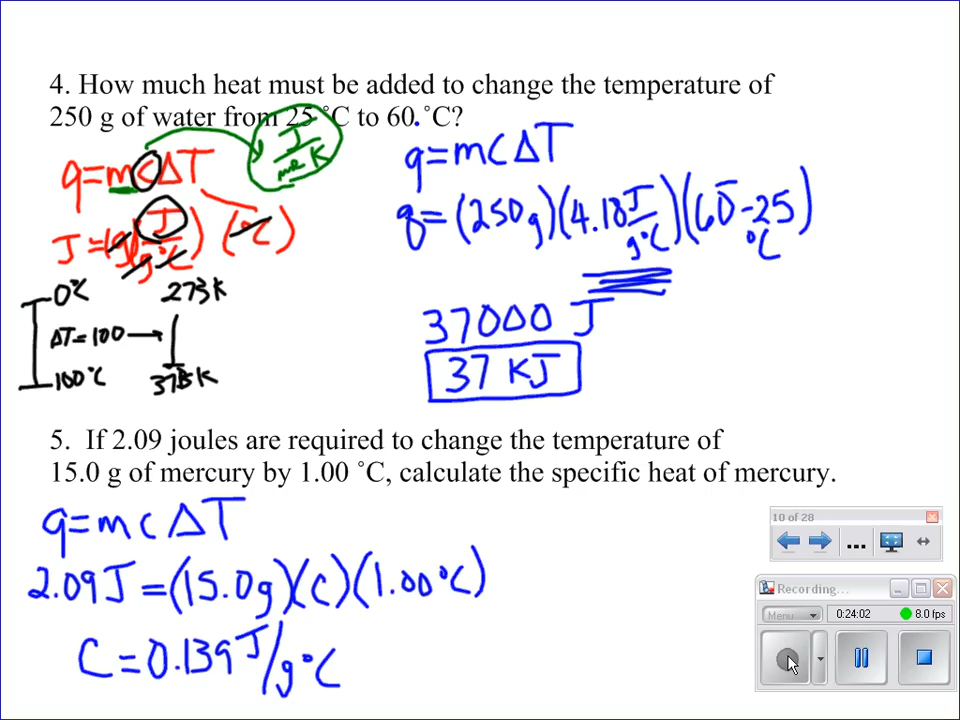 4. How much heat must be added to change the temperature of
250 g of water from 25 ˚C to 60.˚C?
q=mCΔT
J/K
J = (g)(J/g°C) (°C)
0°C 273K
ΔT=100
100°C 373K
q=mCΔT
q=(250g)(4.18 J/g°C)(60-25)
°C
37000 J
37 KJ
5. If 2.09 joules are required to change the temperature of
15.0 g of mercury by 1.00 ˚C, calculate the specific heat of mercury.
q=mCΔT
2.09J=(15.0g)(C)(1.00°C)
C=0.139 J/g°C
10 of 28
...
Recording...
Menu 0:24:02 8.0 fps